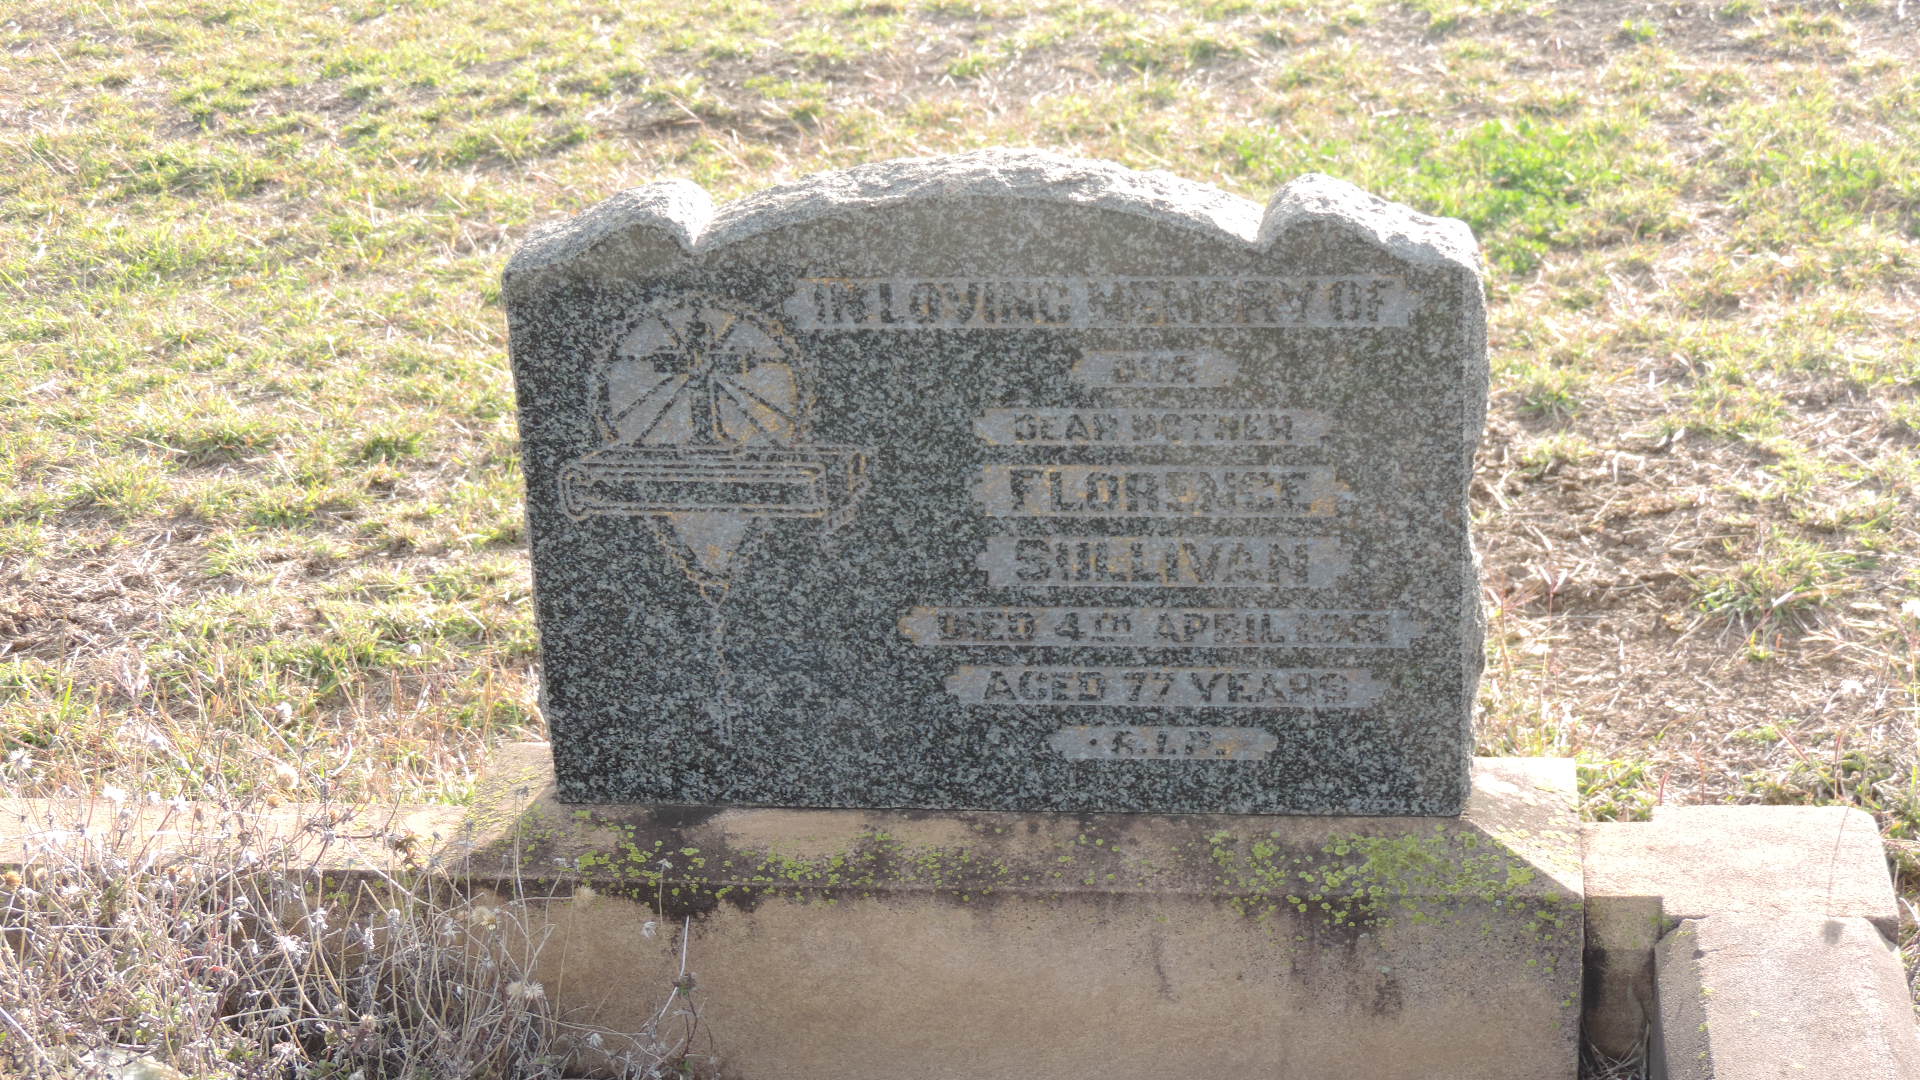 IN LOVING MEMORY OF
OUR
DEAR MOTHER
FLORENCE
SULLIVAN
DIED 4TH APRIL
AGED 77 YEARS
R.I.P.